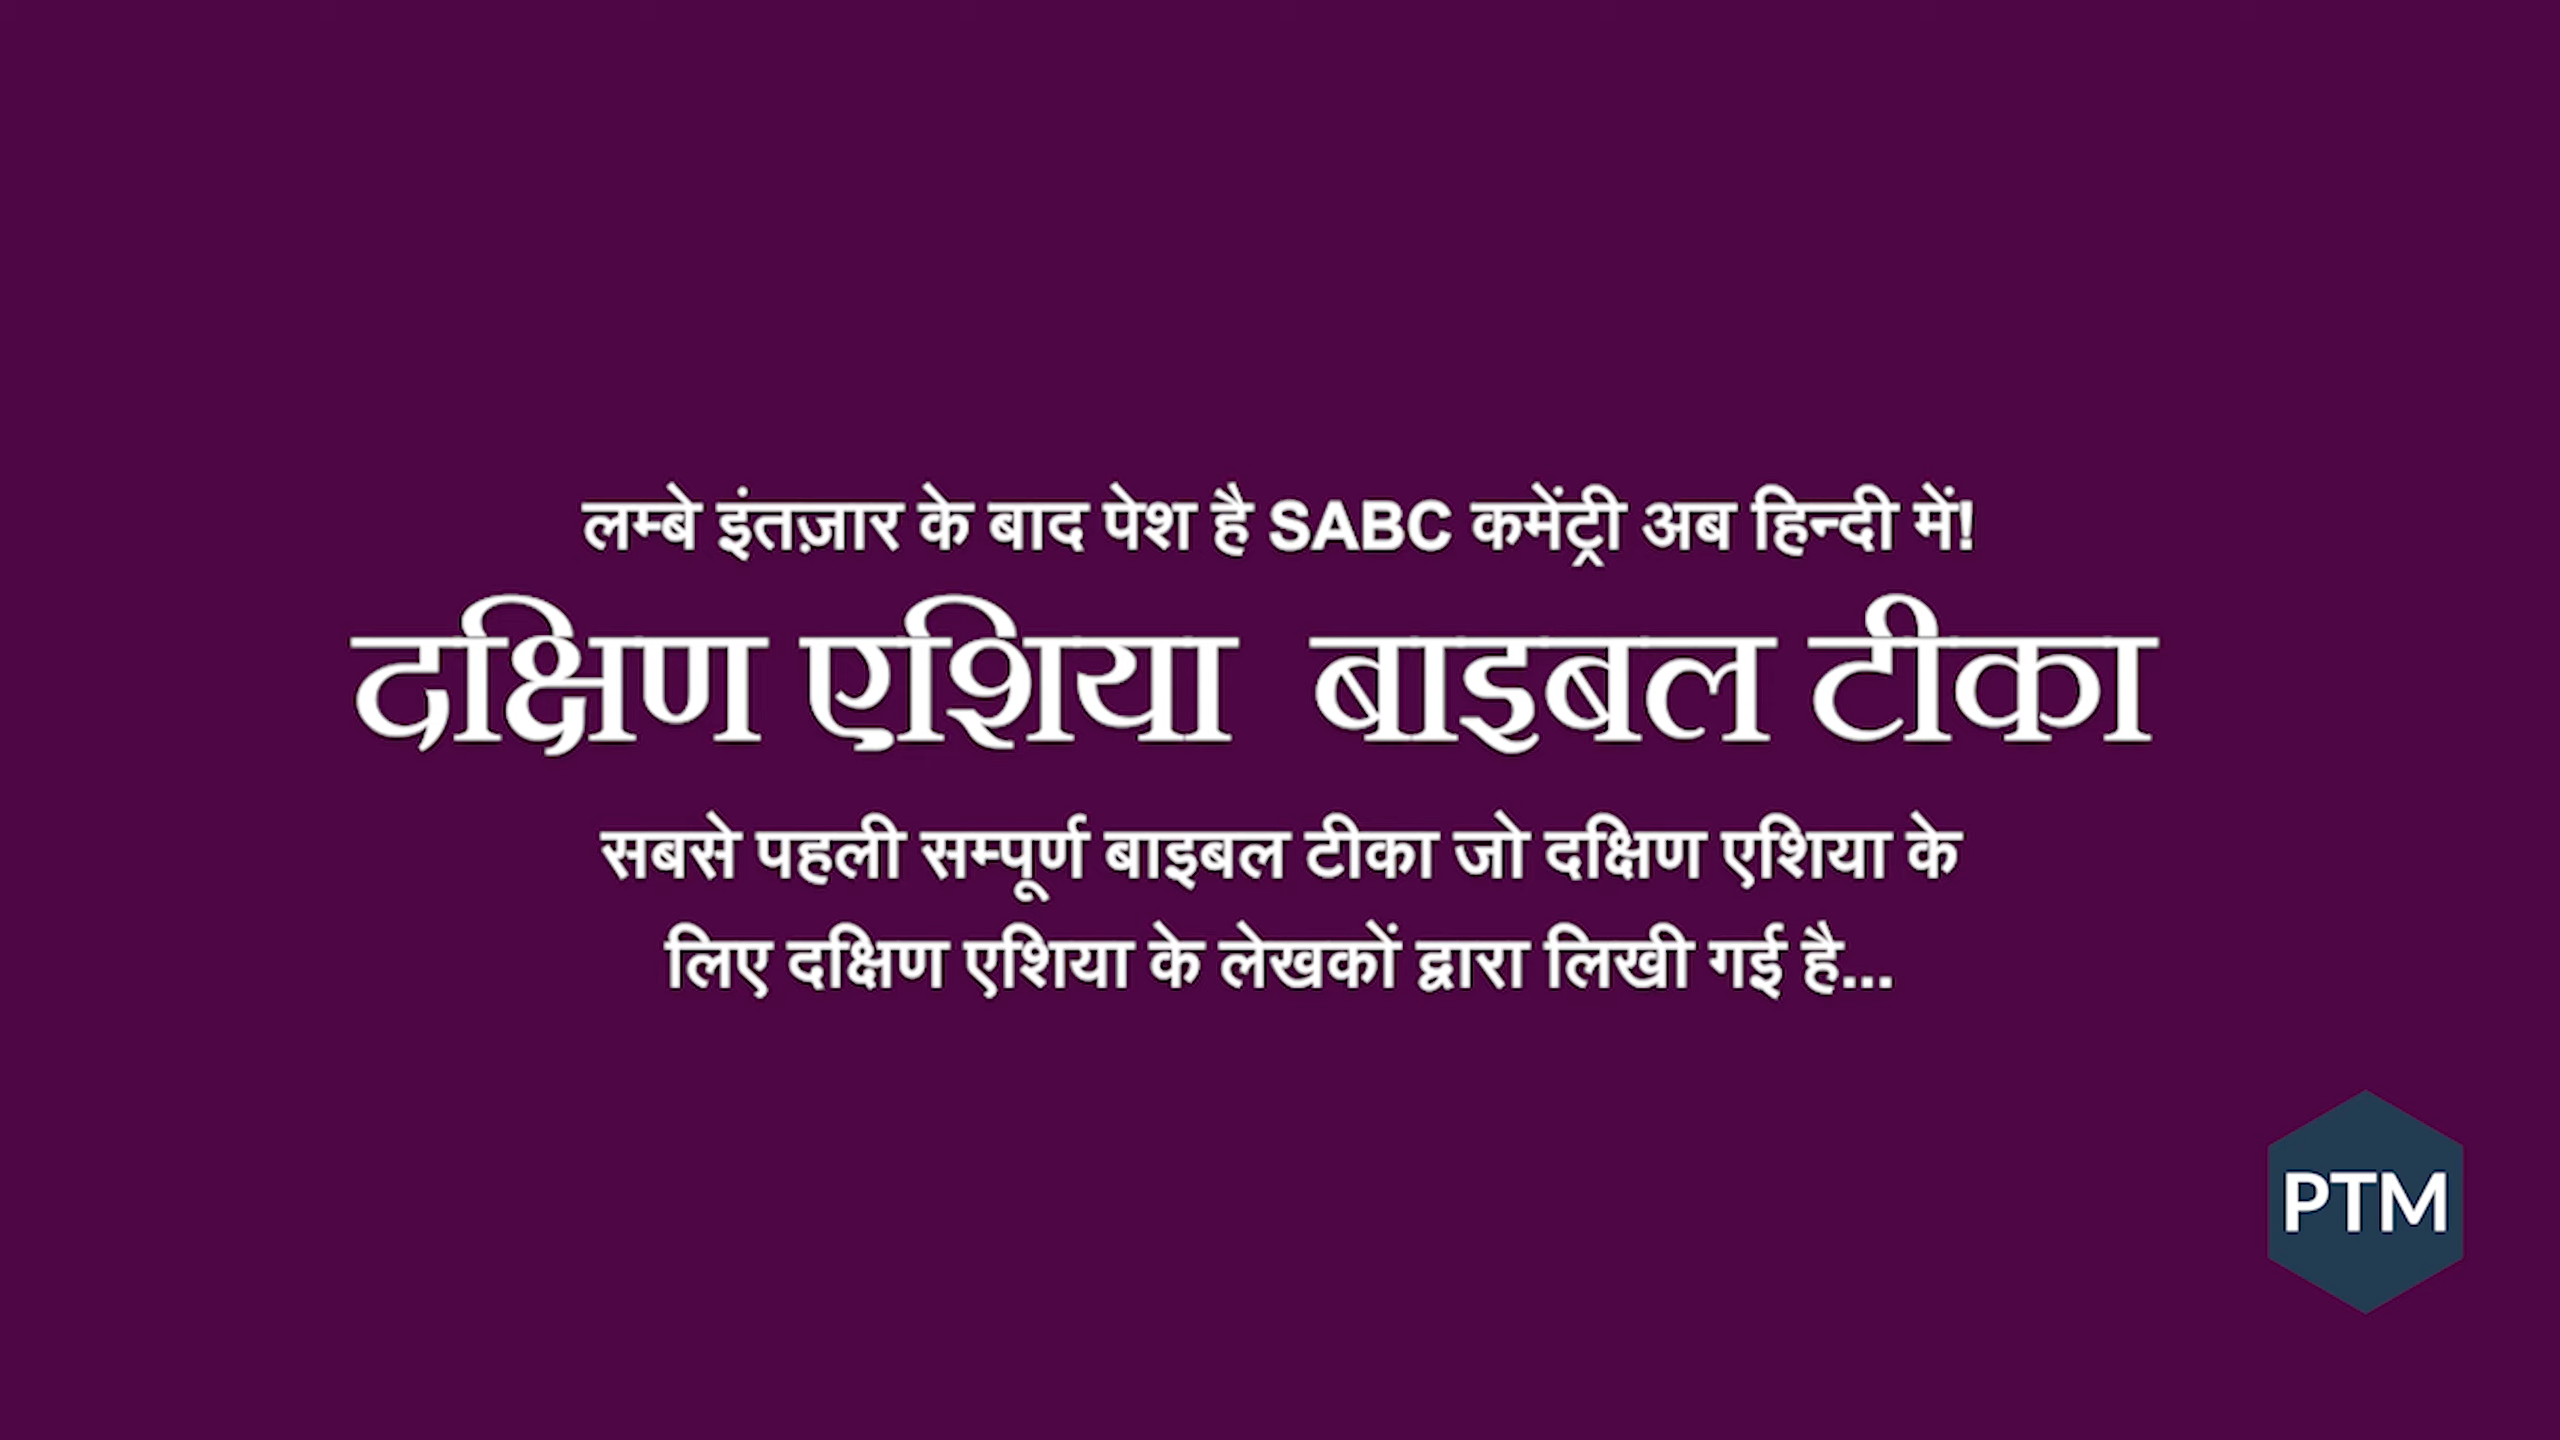 लम्बे इंतज़ार के बाद पेश है SABC कमेंट्री अब हिन्दी में!
दक्षिण एशिया बाइबल टीका
सबसे पहली सम्पूर्ण बाइबल टीका जो दक्षिण एशिया के
लिए दक्षिण एशिया के लेखकों द्वारा लिखी गई है...
PTM